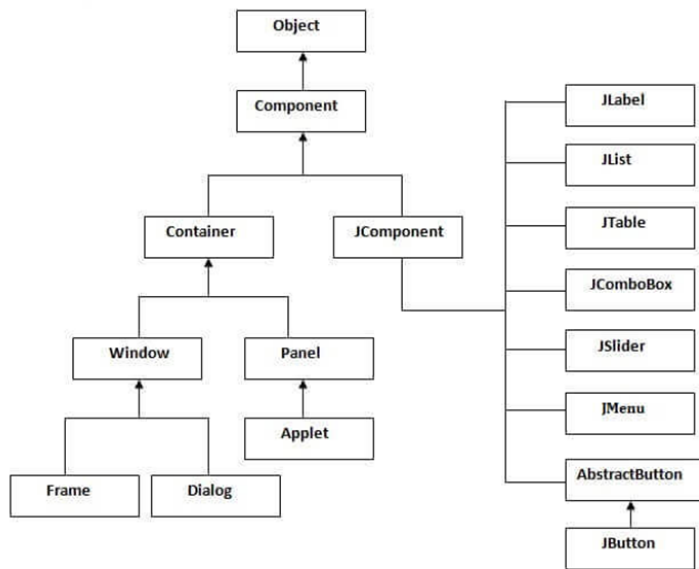 Object
Component
Container
JComponent
Window
Panel
Applet
Frame
Dialog
JLabel
JList
JTable
JComboBox
JSlider
JMenu
AbstractButton
JButton